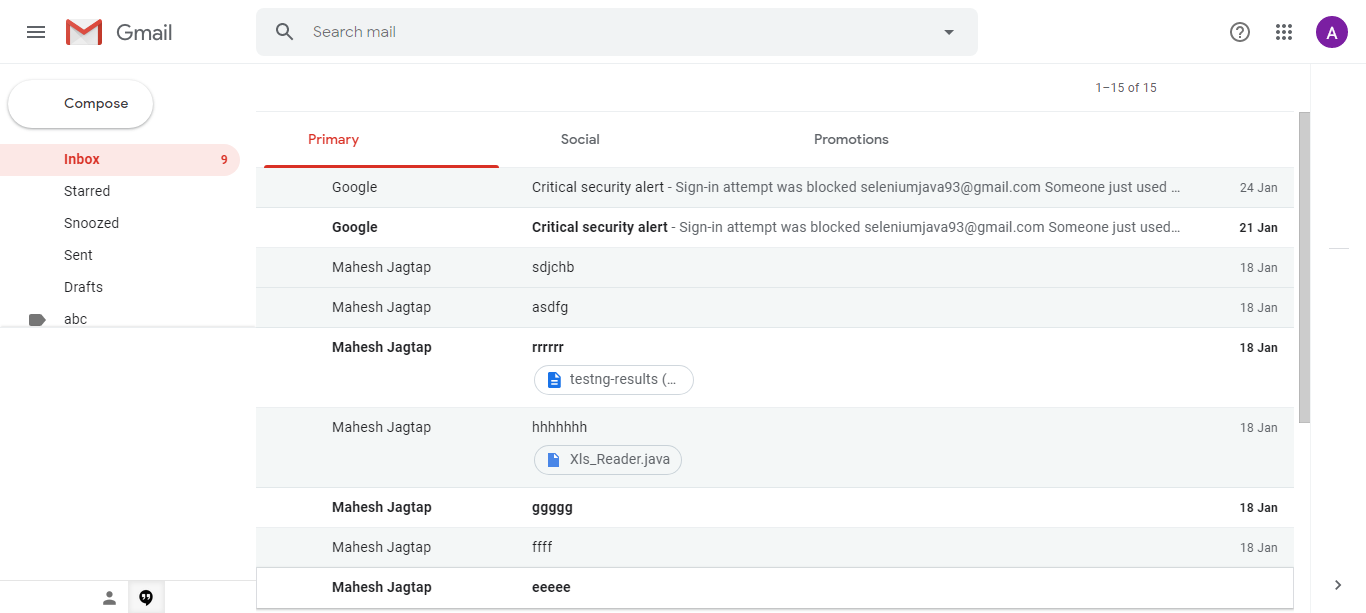 Gmail
Search mail
A
Compose
1–15 of 15
Inbox 9
Starred
Snoozed
Sent
Drafts
abc
Primary Social Promotions
Google Critical security alert - Sign-in attempt was blocked seleniumjava93@gmail.com Someone just used … 24 Jan
Google Critical security alert - Sign-in attempt was blocked seleniumjava93@gmail.com Someone just used… 21 Jan
Mahesh Jagtap sdjchb 18 Jan
Mahesh Jagtap asdfg 18 Jan
Mahesh Jagtap rrrrrr 18 Jan
testng-results (…
Mahesh Jagtap hhhhhhh 18 Jan
Xls_Reader.java
Mahesh Jagtap ggggg 18 Jan
Mahesh Jagtap ffff 18 Jan
Mahesh Jagtap eeeee